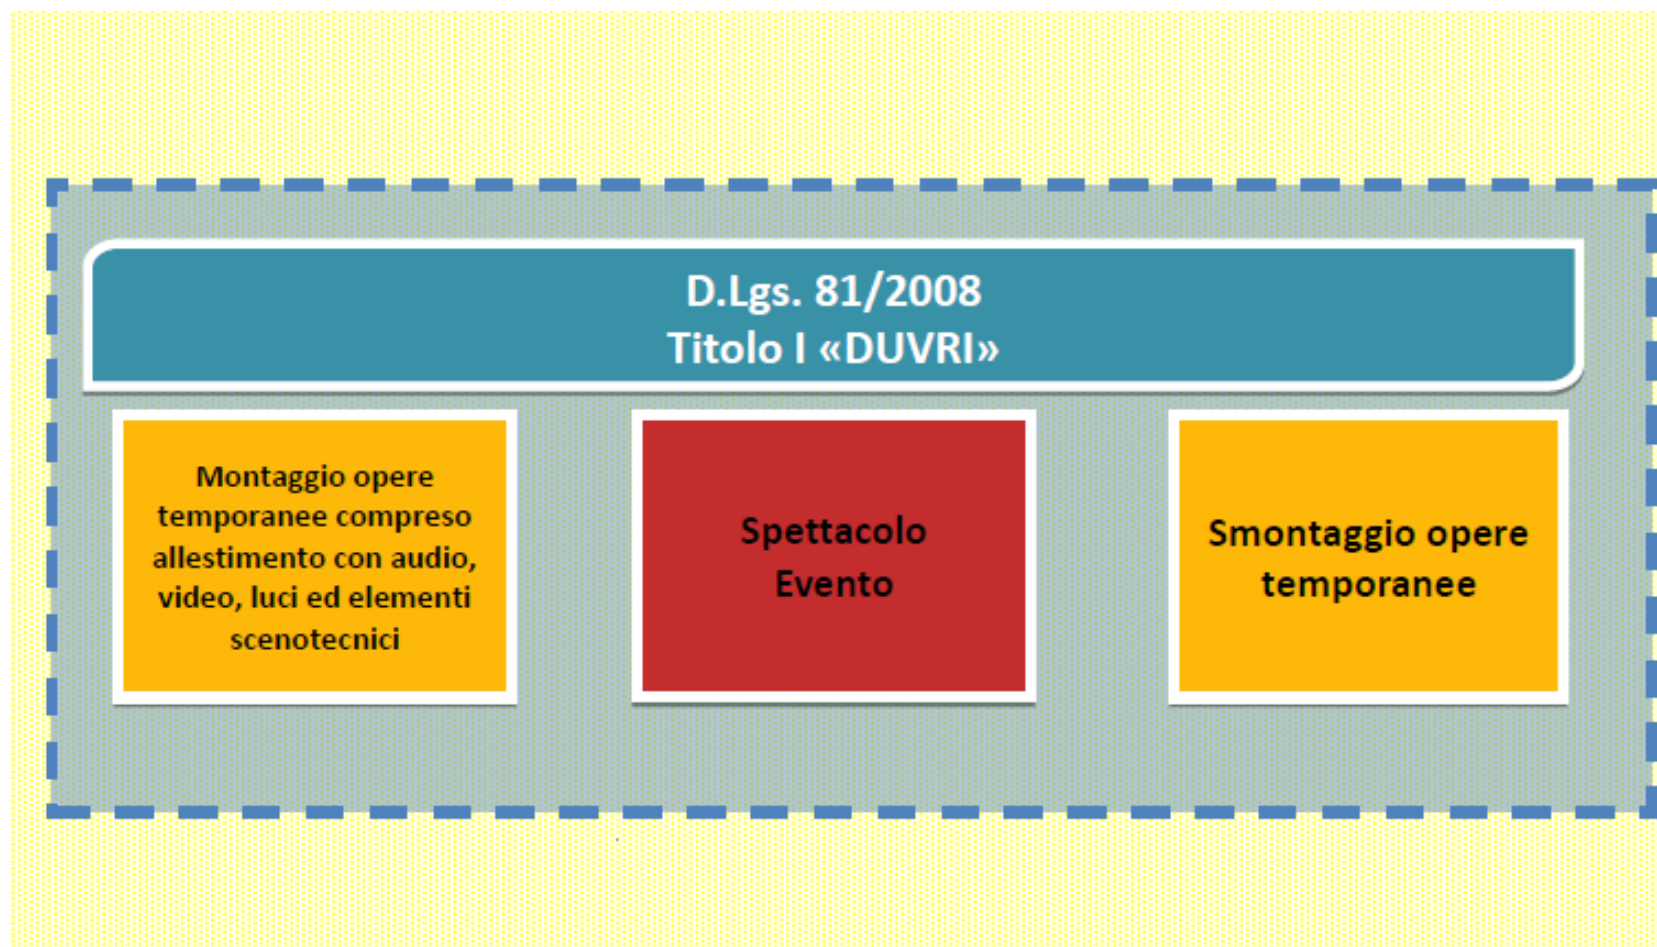 D.Lgs. 81/2008
Titolo I «DUVRI»
Montaggio opere
temporanee compreso
allestimento con audio,
video, luci ed elementi
scenotecnici
Spettacolo
Evento
Smontaggio opere
temporanee